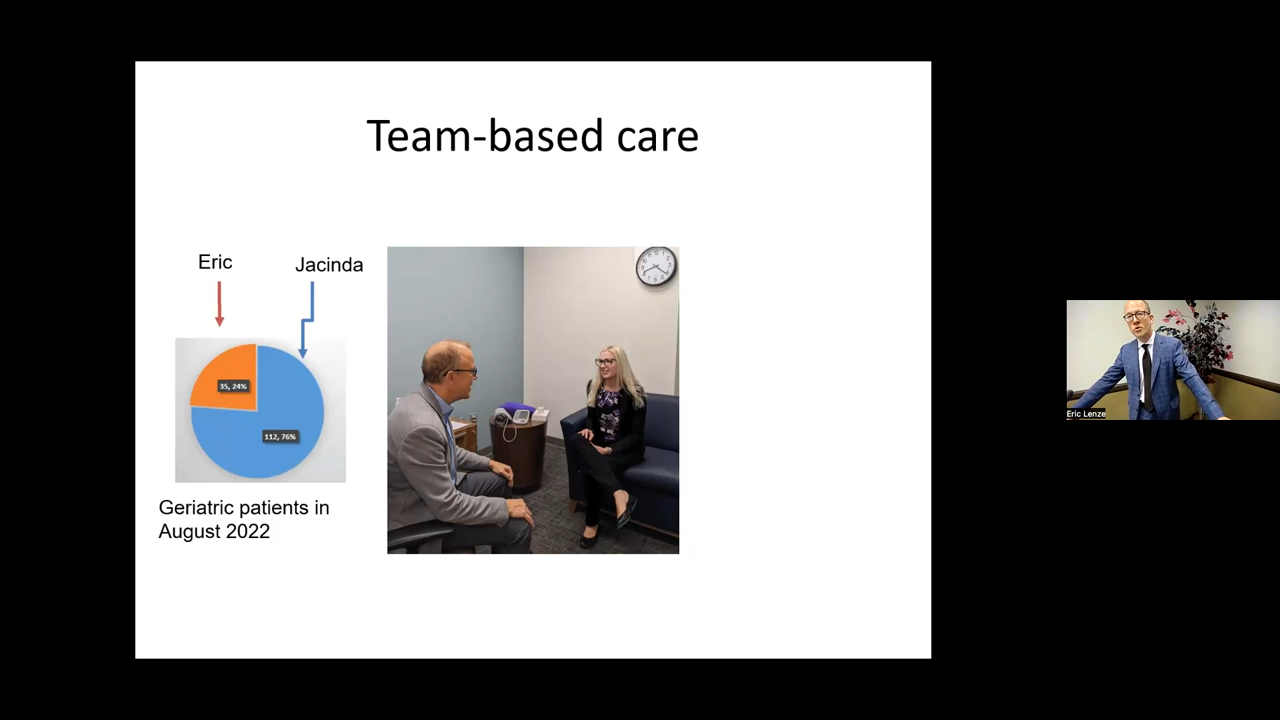 Team-based care
Eric
Jacinda
35, 24%
112, 76%
Geriatric patients in
August 2022
Eric Lenze